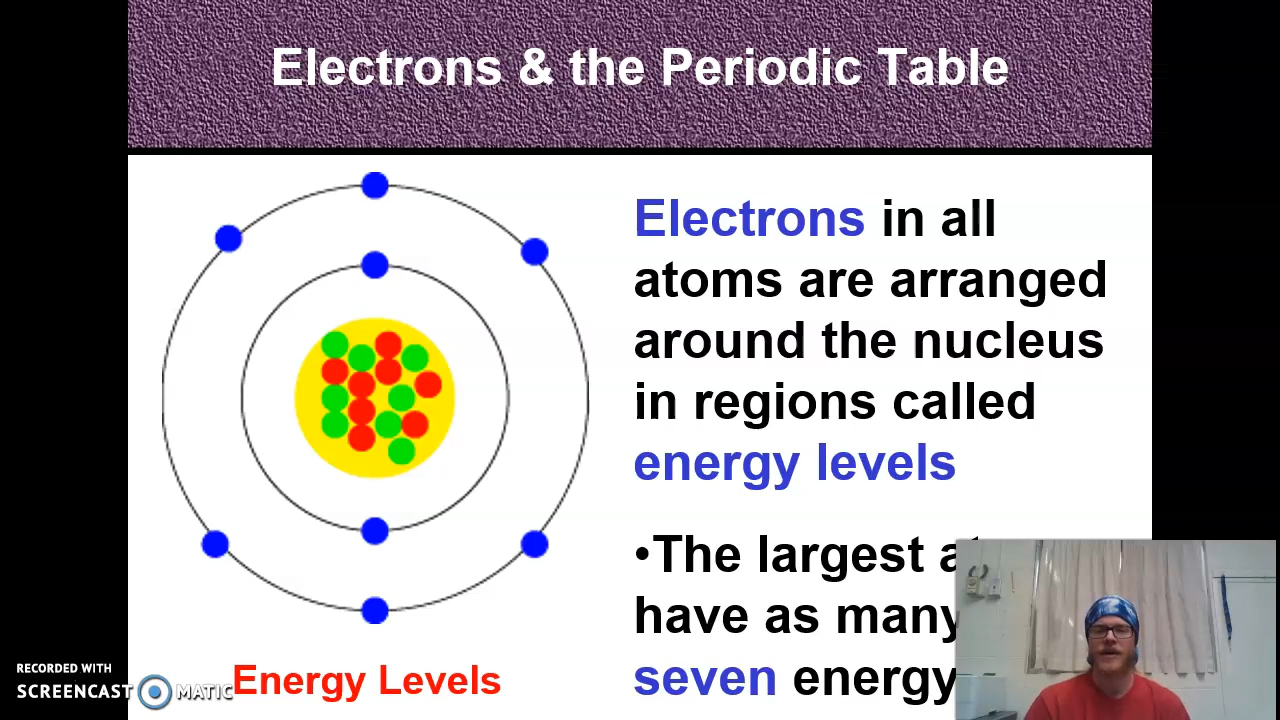 Electrons & the Periodic Table
Electrons in all
atoms are arranged
around the nucleus
in regions called
energy levels
•The largest
have as many
seven energy
Energy Levels
RECORDED WITH
SCREENCAST MATIC